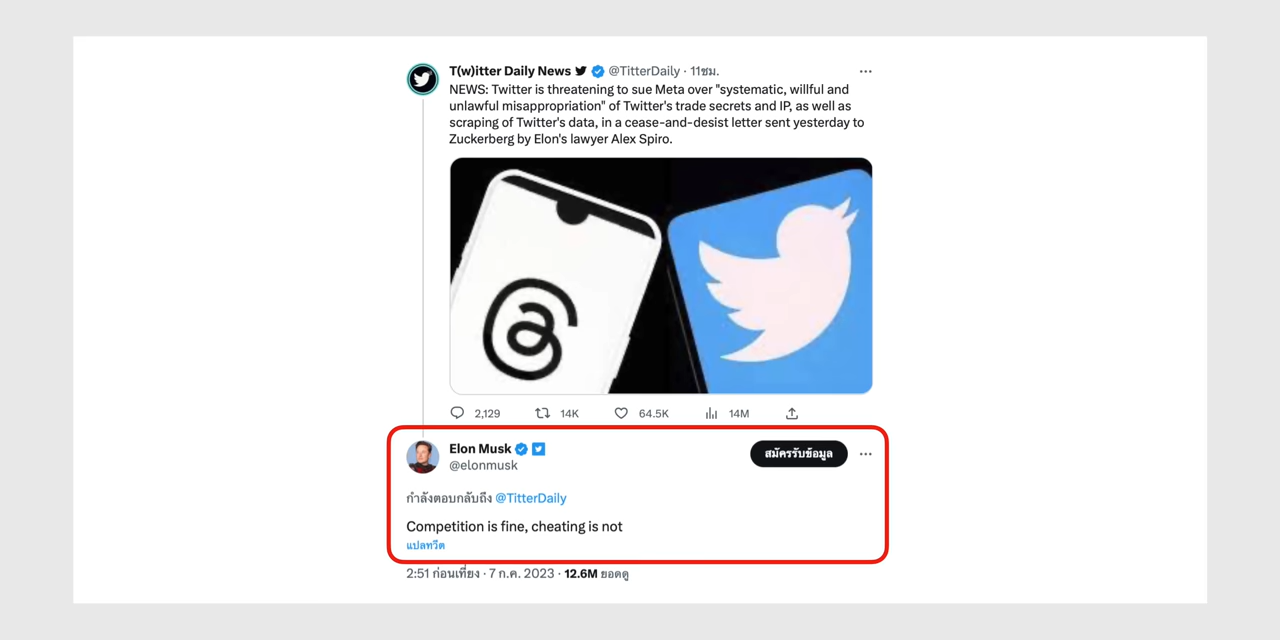 T(w)itter Daily News @TitterDaily · 11ชม.
NEWS: Twitter is threatening to sue Meta over "systematic, willful and
unlawful misappropriation" of Twitter's trade secrets and IP, as well as
scraping of Twitter's data, in a cease-and-desist letter sent yesterday to
Zuckerberg by Elon's lawyer Alex Spiro.
2,129 14K 64.5K 14M
Elon Musk
@elonmusk
สมัครรับข้อมูล
กำลังตอบกลับถึง @TitterDaily
Competition is fine, cheating is not
แปลทวีต
2:51 ก่อนเที่ยง · 7 ก.ค. 2023 · 12.6M ยอดดู